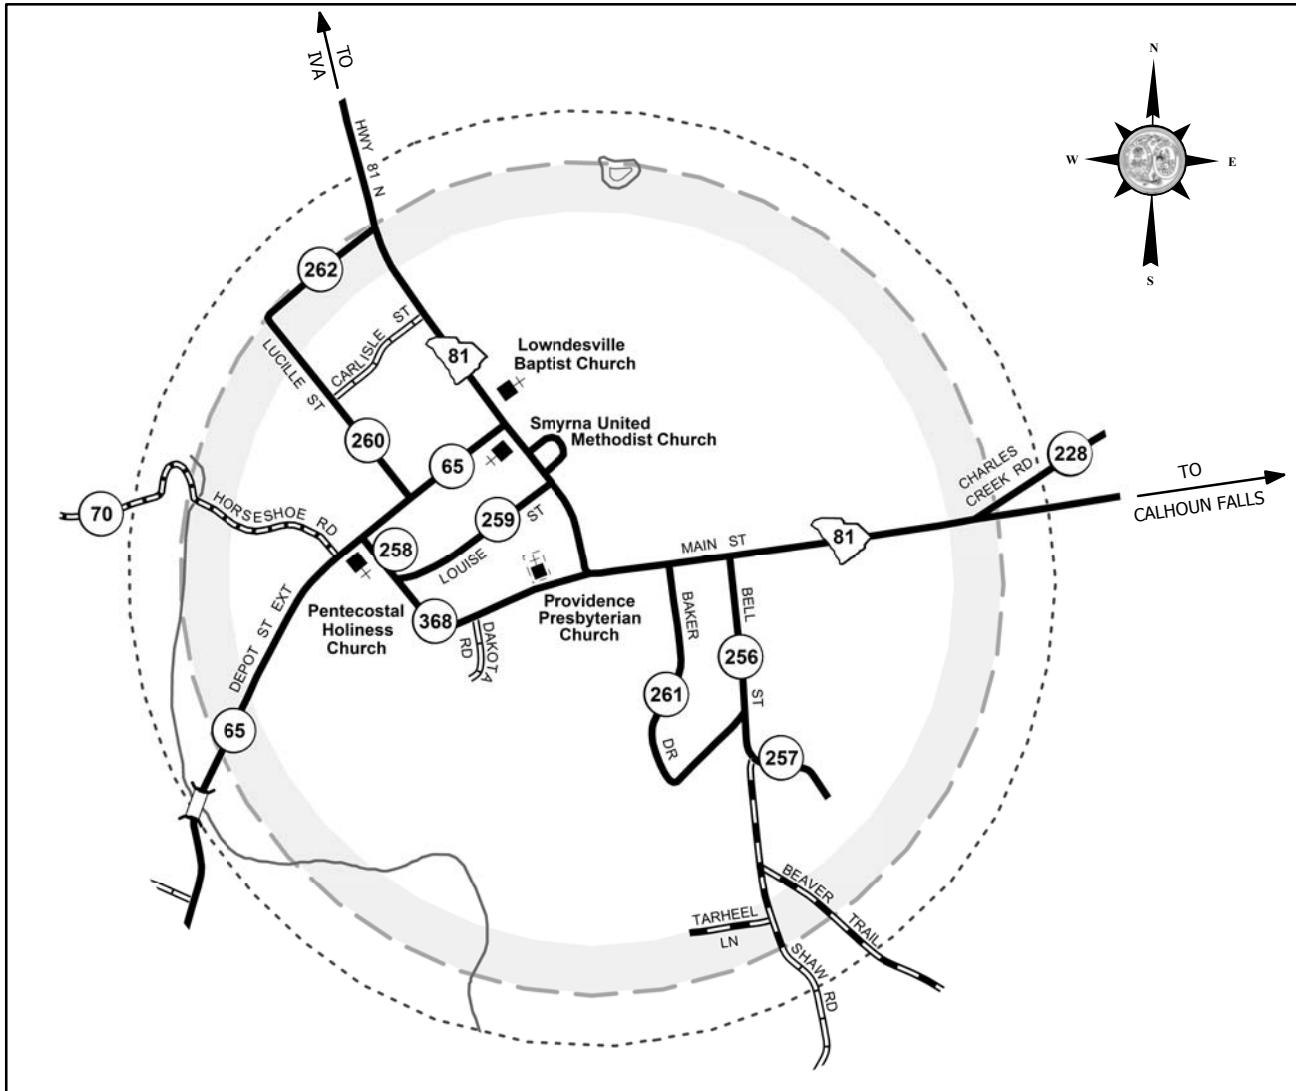 TO
IVA
N
W
E
S
HWY 81 N
262
CARLISLE ST
LUCILLE ST
81
Lowndesville
Baptist Church
Smyrna United
Methodist Church
260
65
228
CHARLES
CREEK RD
TO
CALHOUN FALLS
70
HORSESHOE RD
259
258
LOUISE ST
MAIN ST
81
Pentecostal
Holiness
Church
368
Providence
Presbyterian
Church
DAKOTA
RD
DEPOT ST EXT
65
BAKER
DR
261
BELL
ST
256
257
BEAVER
TRAIL
TARHEEL
LN
SHAW
RD